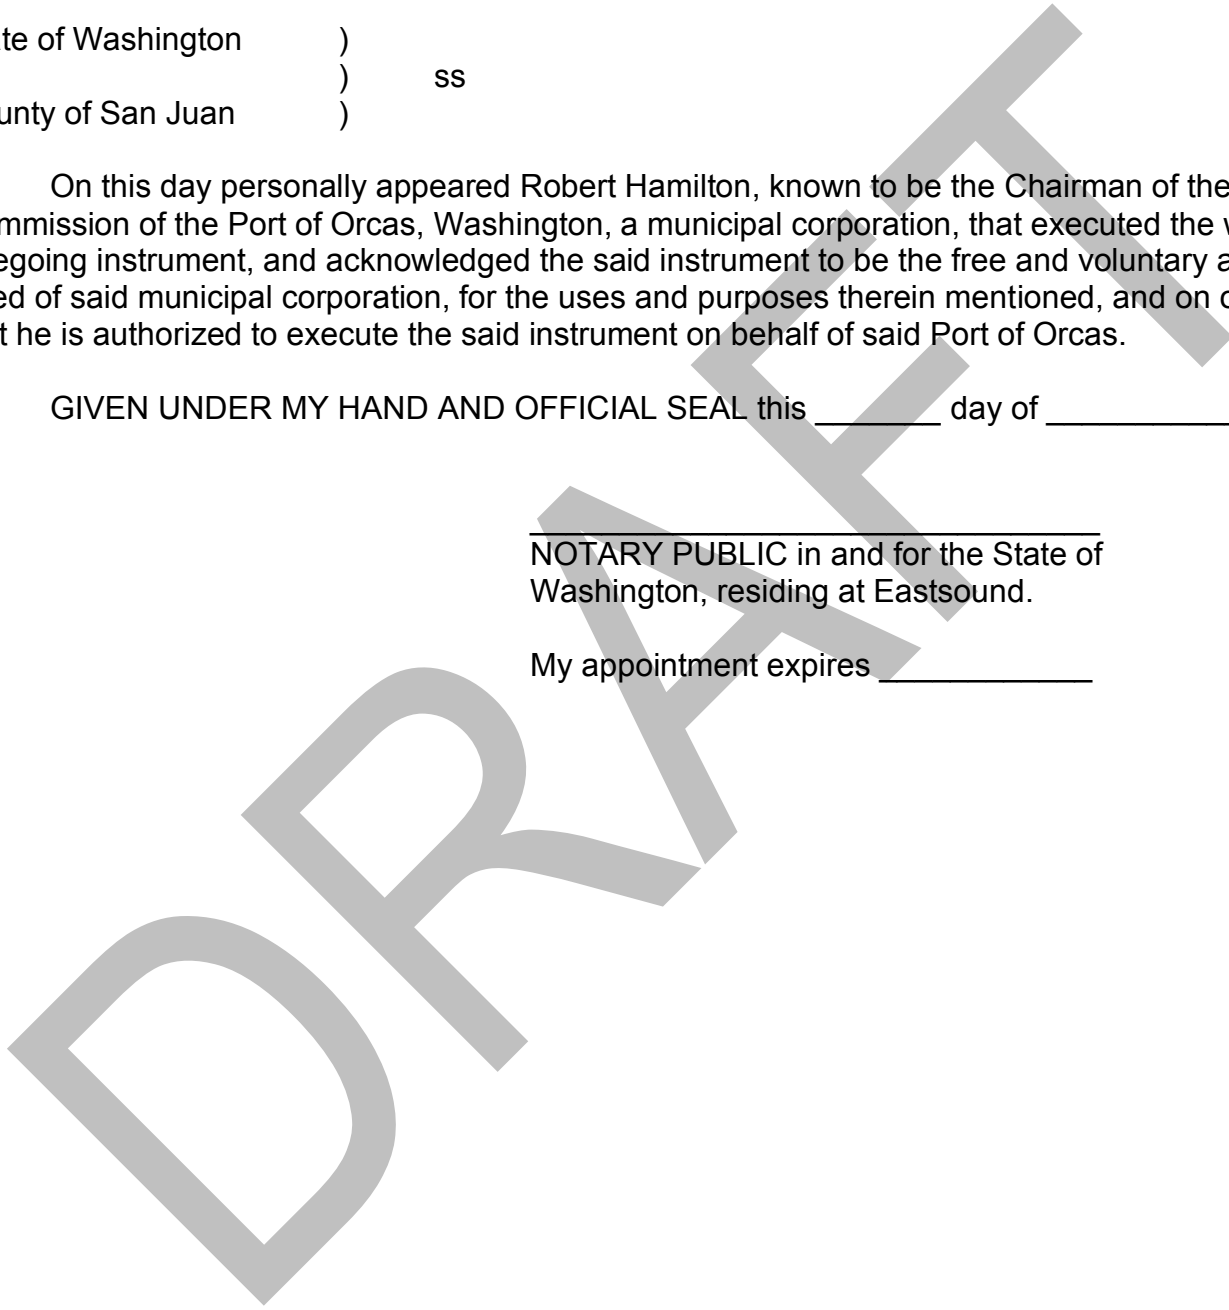 te of Washington )
) ss
unty of San Juan )
On this day personally appeared Robert Hamilton, known to be the Chairman of the
mmission of the Port of Orcas, Washington, a municipal corporation, that executed the
egoing instrument, and acknowledged the said instrument to be the free and voluntary a
ed of said municipal corporation, for the uses and purposes therein mentioned, and on
t he is authorized to execute the said instrument on behalf of said Port of Orcas.
GIVEN UNDER MY HAND AND OFFICIAL SEAL this _______ day of ___________
________________________________
NOTARY PUBLIC in and for the State of
Washington, residing at Eastsound.
My appointment expires ____________
DRAFT